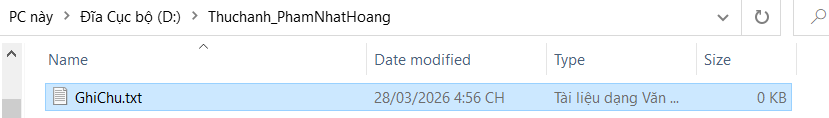 PC này > Đĩa Cục bộ (D:) > Thuchanh_PhamNhatHoang
Name Date modified Type Size
GhiChu.txt 28/03/2026 4:56 CH Tài liệu dạng Văn ... 0 KB